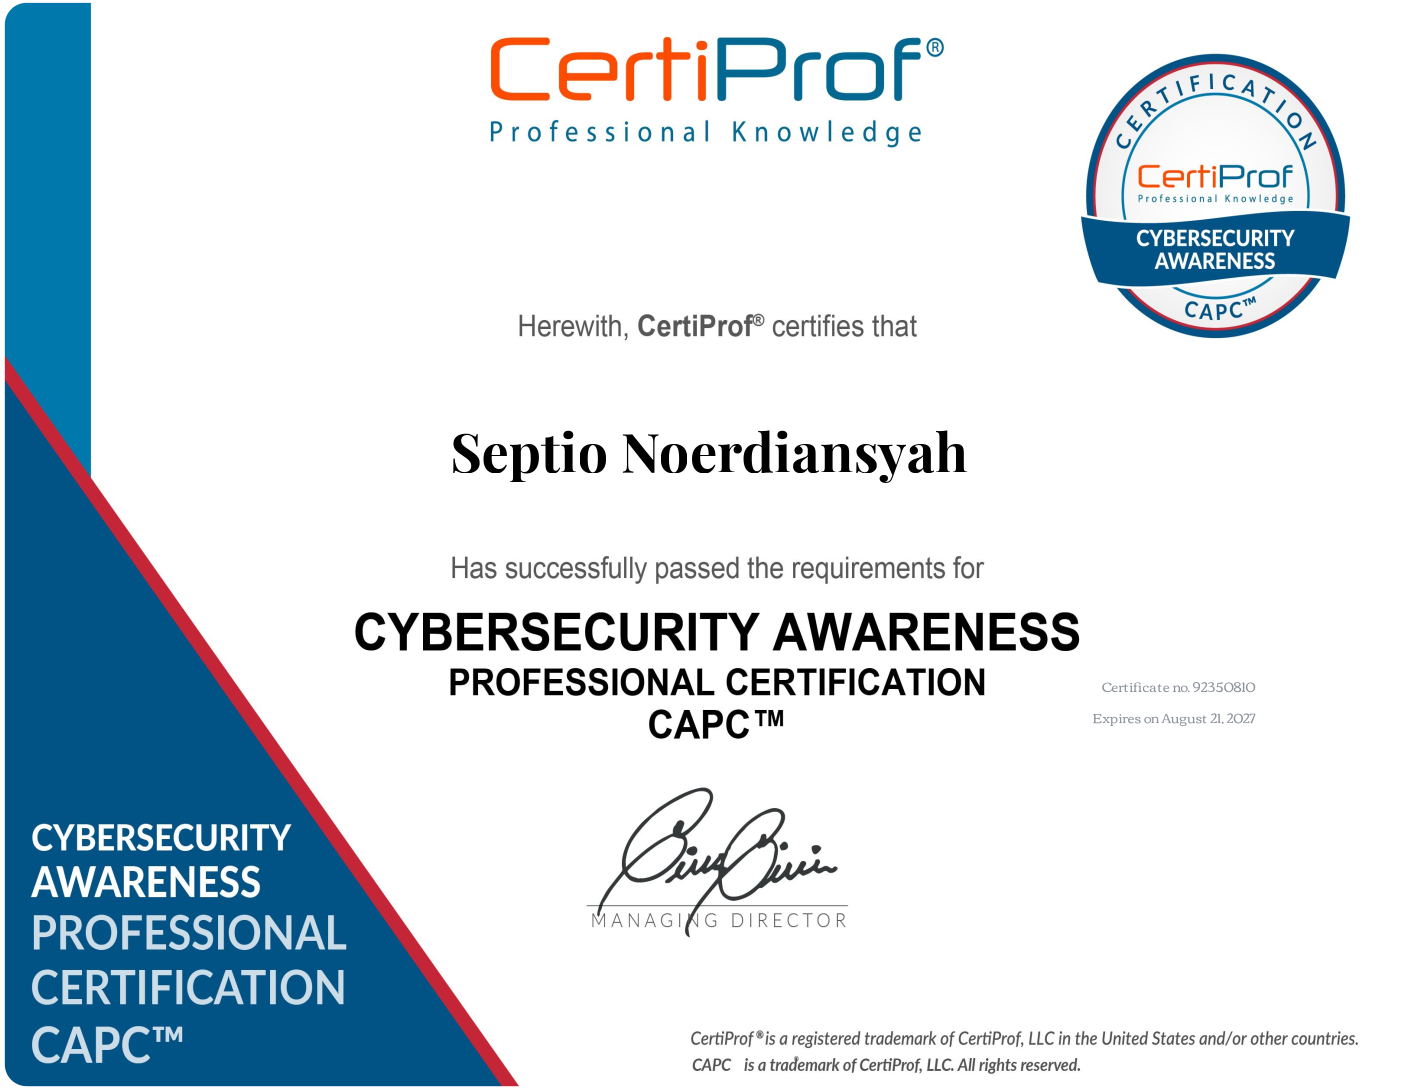 CertiProf®
Professional Knowledge
CERTIFICATION
CertiProf
Professional Knowledge
CYBERSECURITY
AWARENESS
CAPC™
Herewith, CertiProf® certifies that
Septio Noerdiansyah
Has successfully passed the requirements for
CYBERSECURITY AWARENESS
PROFESSIONAL CERTIFICATION
CAPC™
Certificate no. 92350810
Expires on August 21, 2027
MANAGING DIRECTOR
CYBERSECURITY
AWARENESS
PROFESSIONAL
CERTIFICATION
CAPC™
CertiProf ® is a registered trademark of CertiProf, LLC in the United States and/or other countries.
CAPC is a trademark of CertiProf, LLC. All rights reserved.